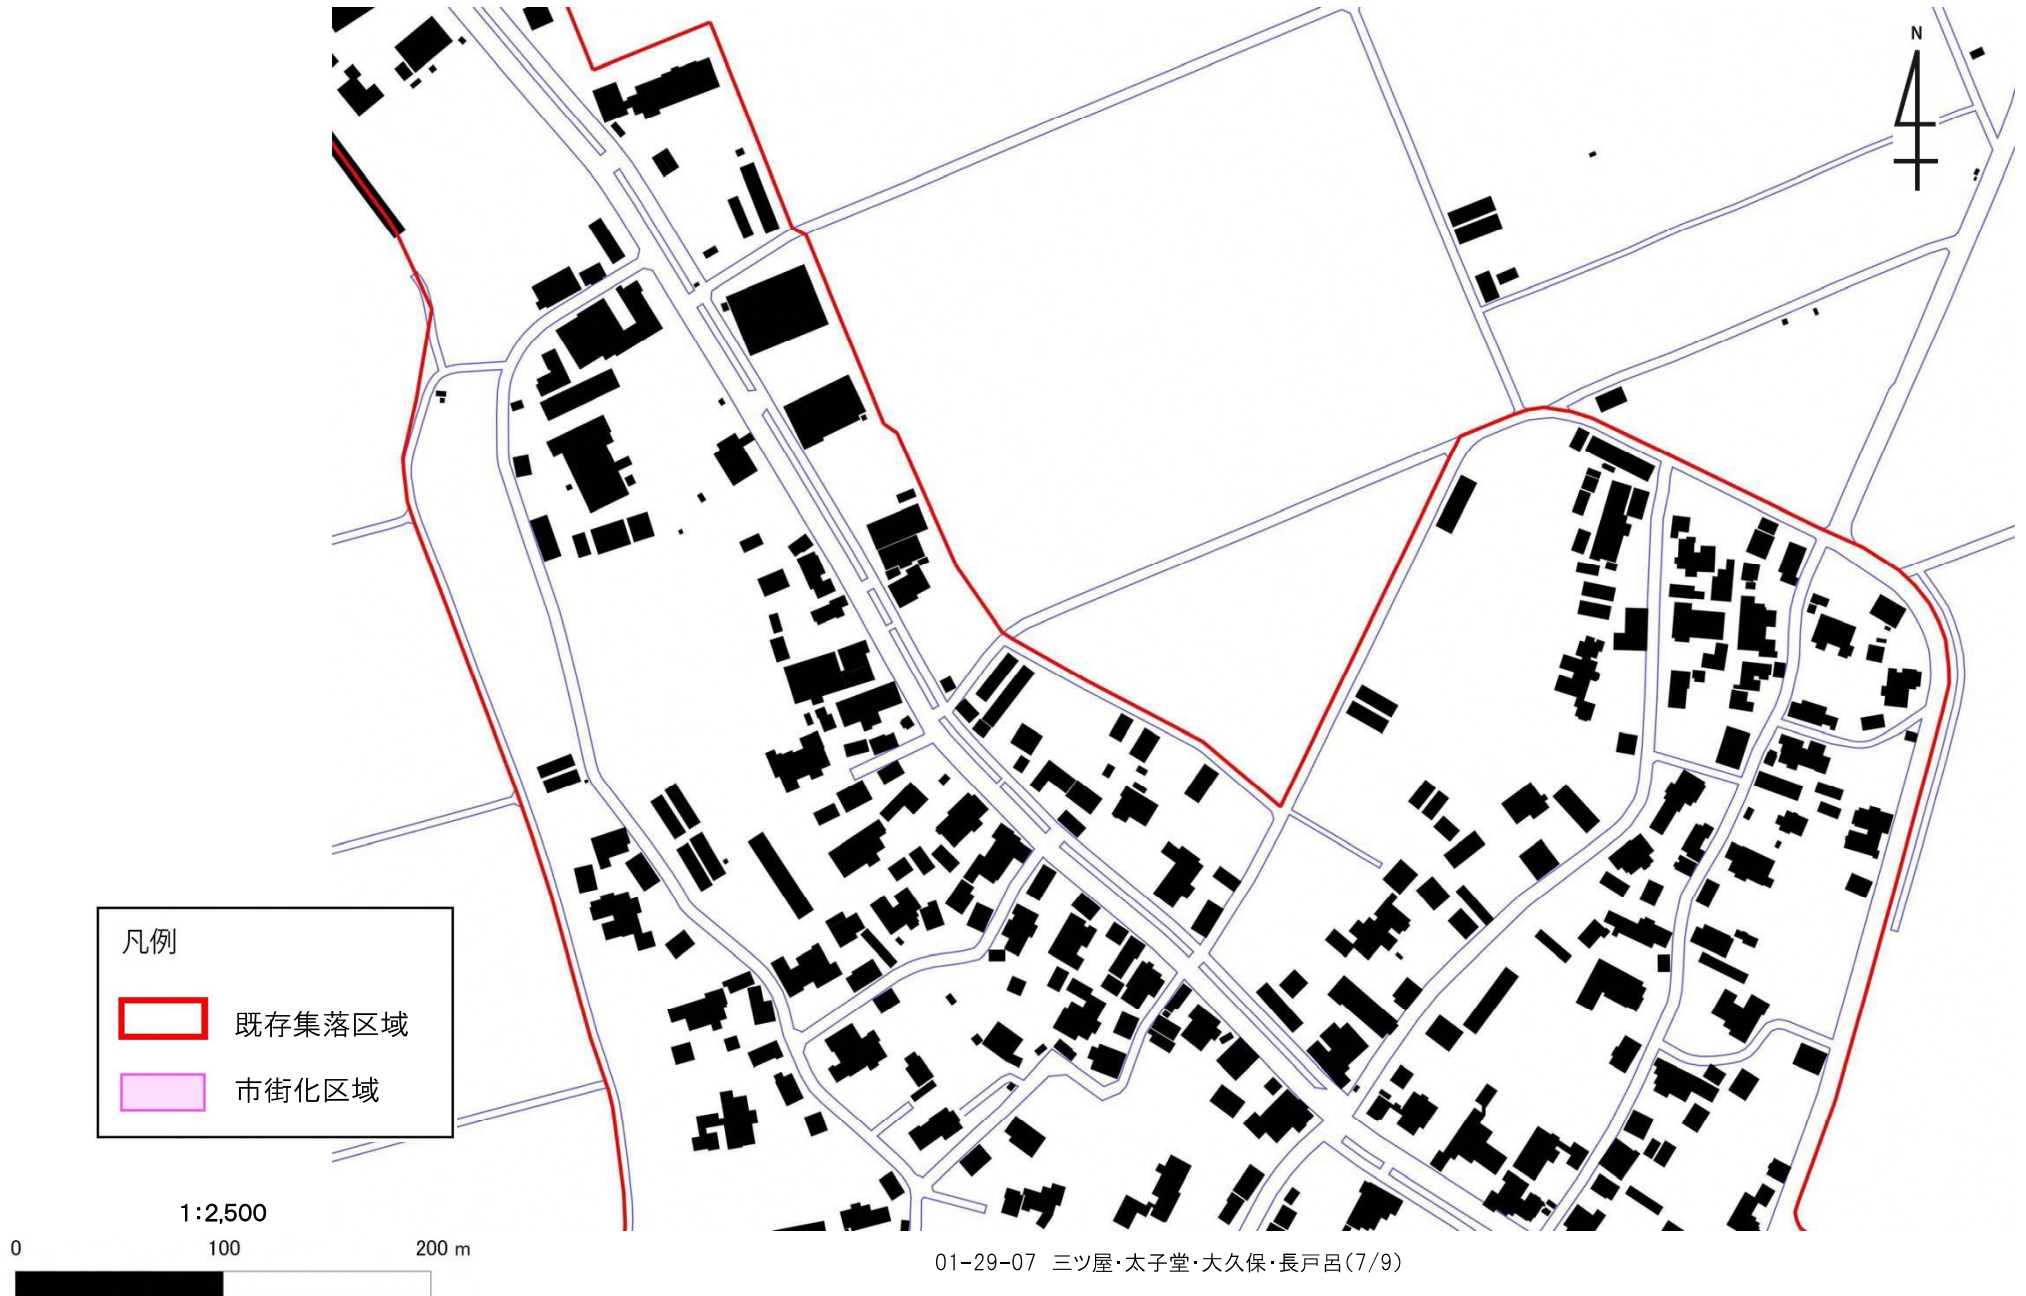 N
凡例
既存集落区域
市街化区域
1:2,500
0 100 200 m
01-29-07 三ツ屋・太子堂・大久保・長戸呂(7/9)